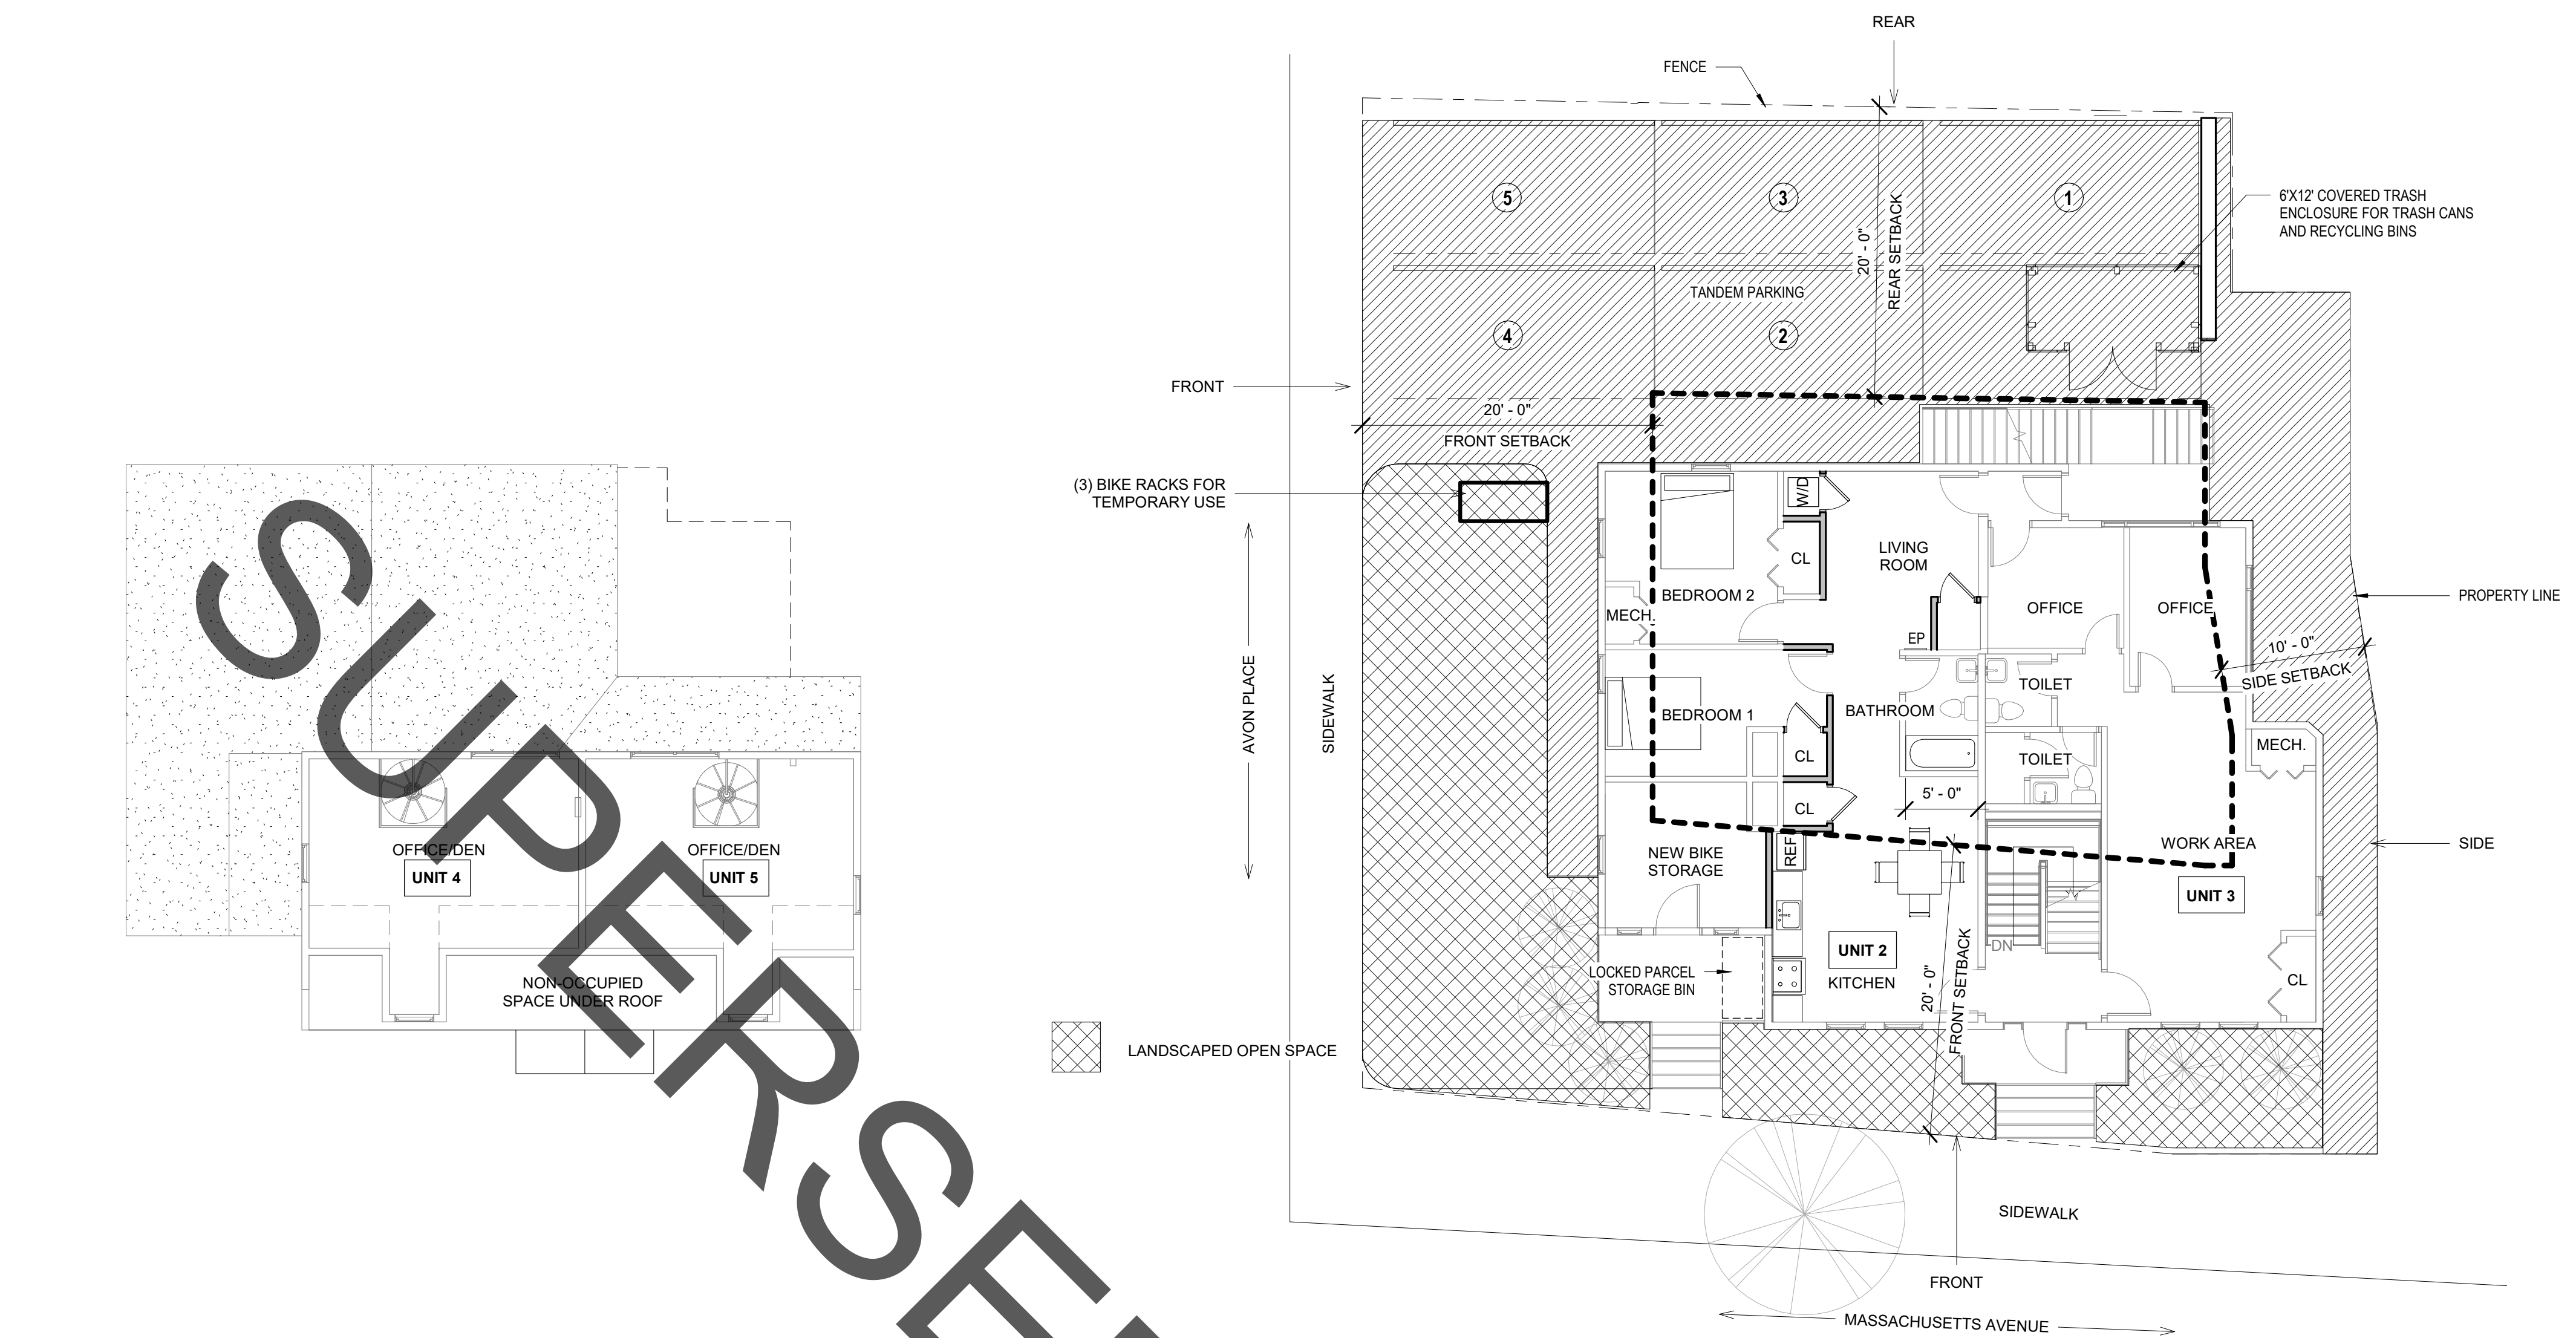 REAR
FENCE
5
3
1
6'X12' COVERED TRASH
ENCLOSURE FOR TRASH CANS
AND RECYCLING BINS
20' - 0"
REAR SETBACK
TANDEM PARKING
4
2
FRONT
20' - 0"
FRONT SETBACK
(3) BIKE RACKS FOR
TEMPORARY USE
AVON PLACE
SIDEWALK
W/D
CL
LIVING
ROOM
BEDROOM 2
MECH.
OFFICE
OFFICE
PROPERTY LINE
EP
10' - 0"
SIDE SETBACK
TOILET
BEDROOM 1
BATHROOM
CL
TOILET
MECH.
5' - 0"
CL
NEW BIKE
STORAGE
REF
WORK AREA
SIDE
UNIT 3
DN
UNIT 2
KITCHEN
LOCKED PARCEL
STORAGE BIN
20' - 0"
FRONT SETBACK
CL
OFFICE/DEN
UNIT 4
OFFICE/DEN
UNIT 5
NON-OCCUPIED
SPACE UNDER ROOF
LANDSCAPED OPEN SPACE
SIDEWALK
FRONT
MASSACHUSETTS AVENUE